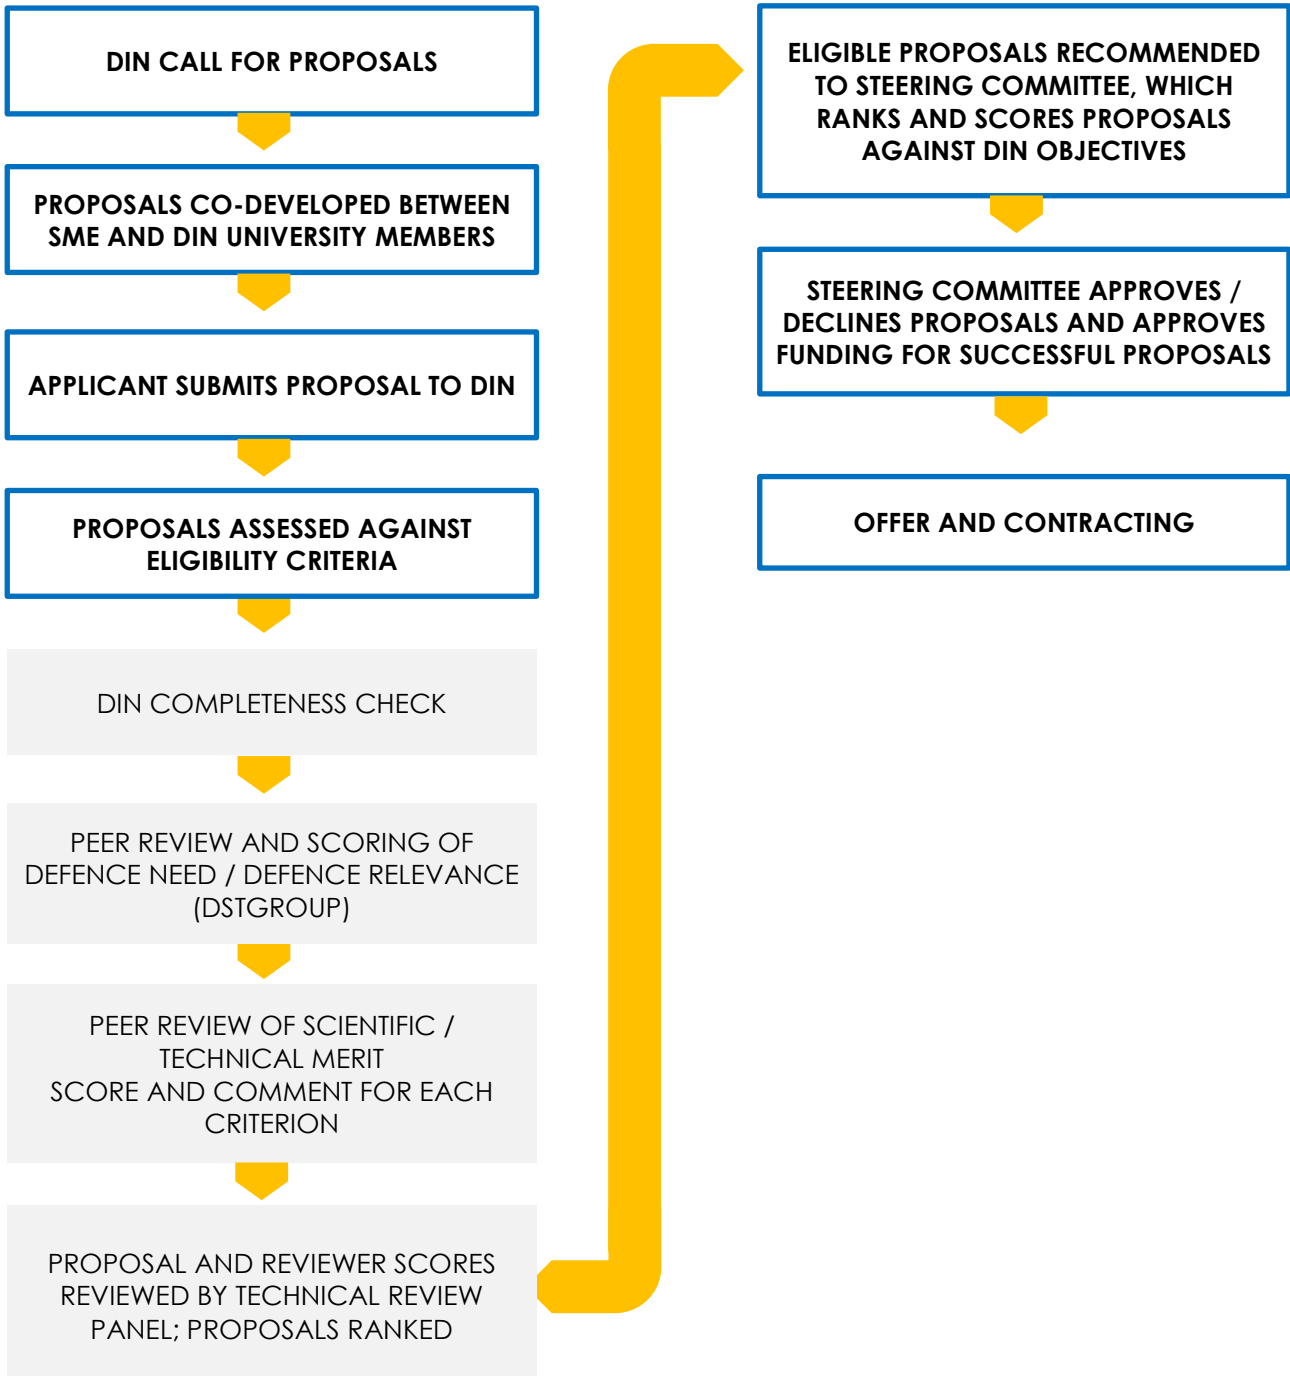 DIN CALL FOR PROPOSALS
PROPOSALS CO-DEVELOPED BETWEEN
SME AND DIN UNIVERSITY MEMBERS
APPLICANT SUBMITS PROPOSAL TO DIN
PROPOSALS ASSESSED AGAINST
ELIGIBILITY CRITERIA
DIN COMPLETENESS CHECK
PEER REVIEW AND SCORING OF
DEFENCE NEED / DEFENCE RELEVANCE
(DSTGROUP)
PEER REVIEW OF SCIENTIFIC /
TECHNICAL MERIT
SCORE AND COMMENT FOR EACH
CRITERION
PROPOSAL AND REVIEWER SCORES
REVIEWED BY TECHNICAL REVIEW
PANEL; PROPOSALS RANKED
ELIGIBLE PROPOSALS RECOMMENDED
TO STEERING COMMITTEE, WHICH
RANKS AND SCORES PROPOSALS
AGAINST DIN OBJECTIVES
STEERING COMMITTEE APPROVES /
DECLINES PROPOSALS AND APPROVES
FUNDING FOR SUCCESSFUL PROPOSALS
OFFER AND CONTRACTING